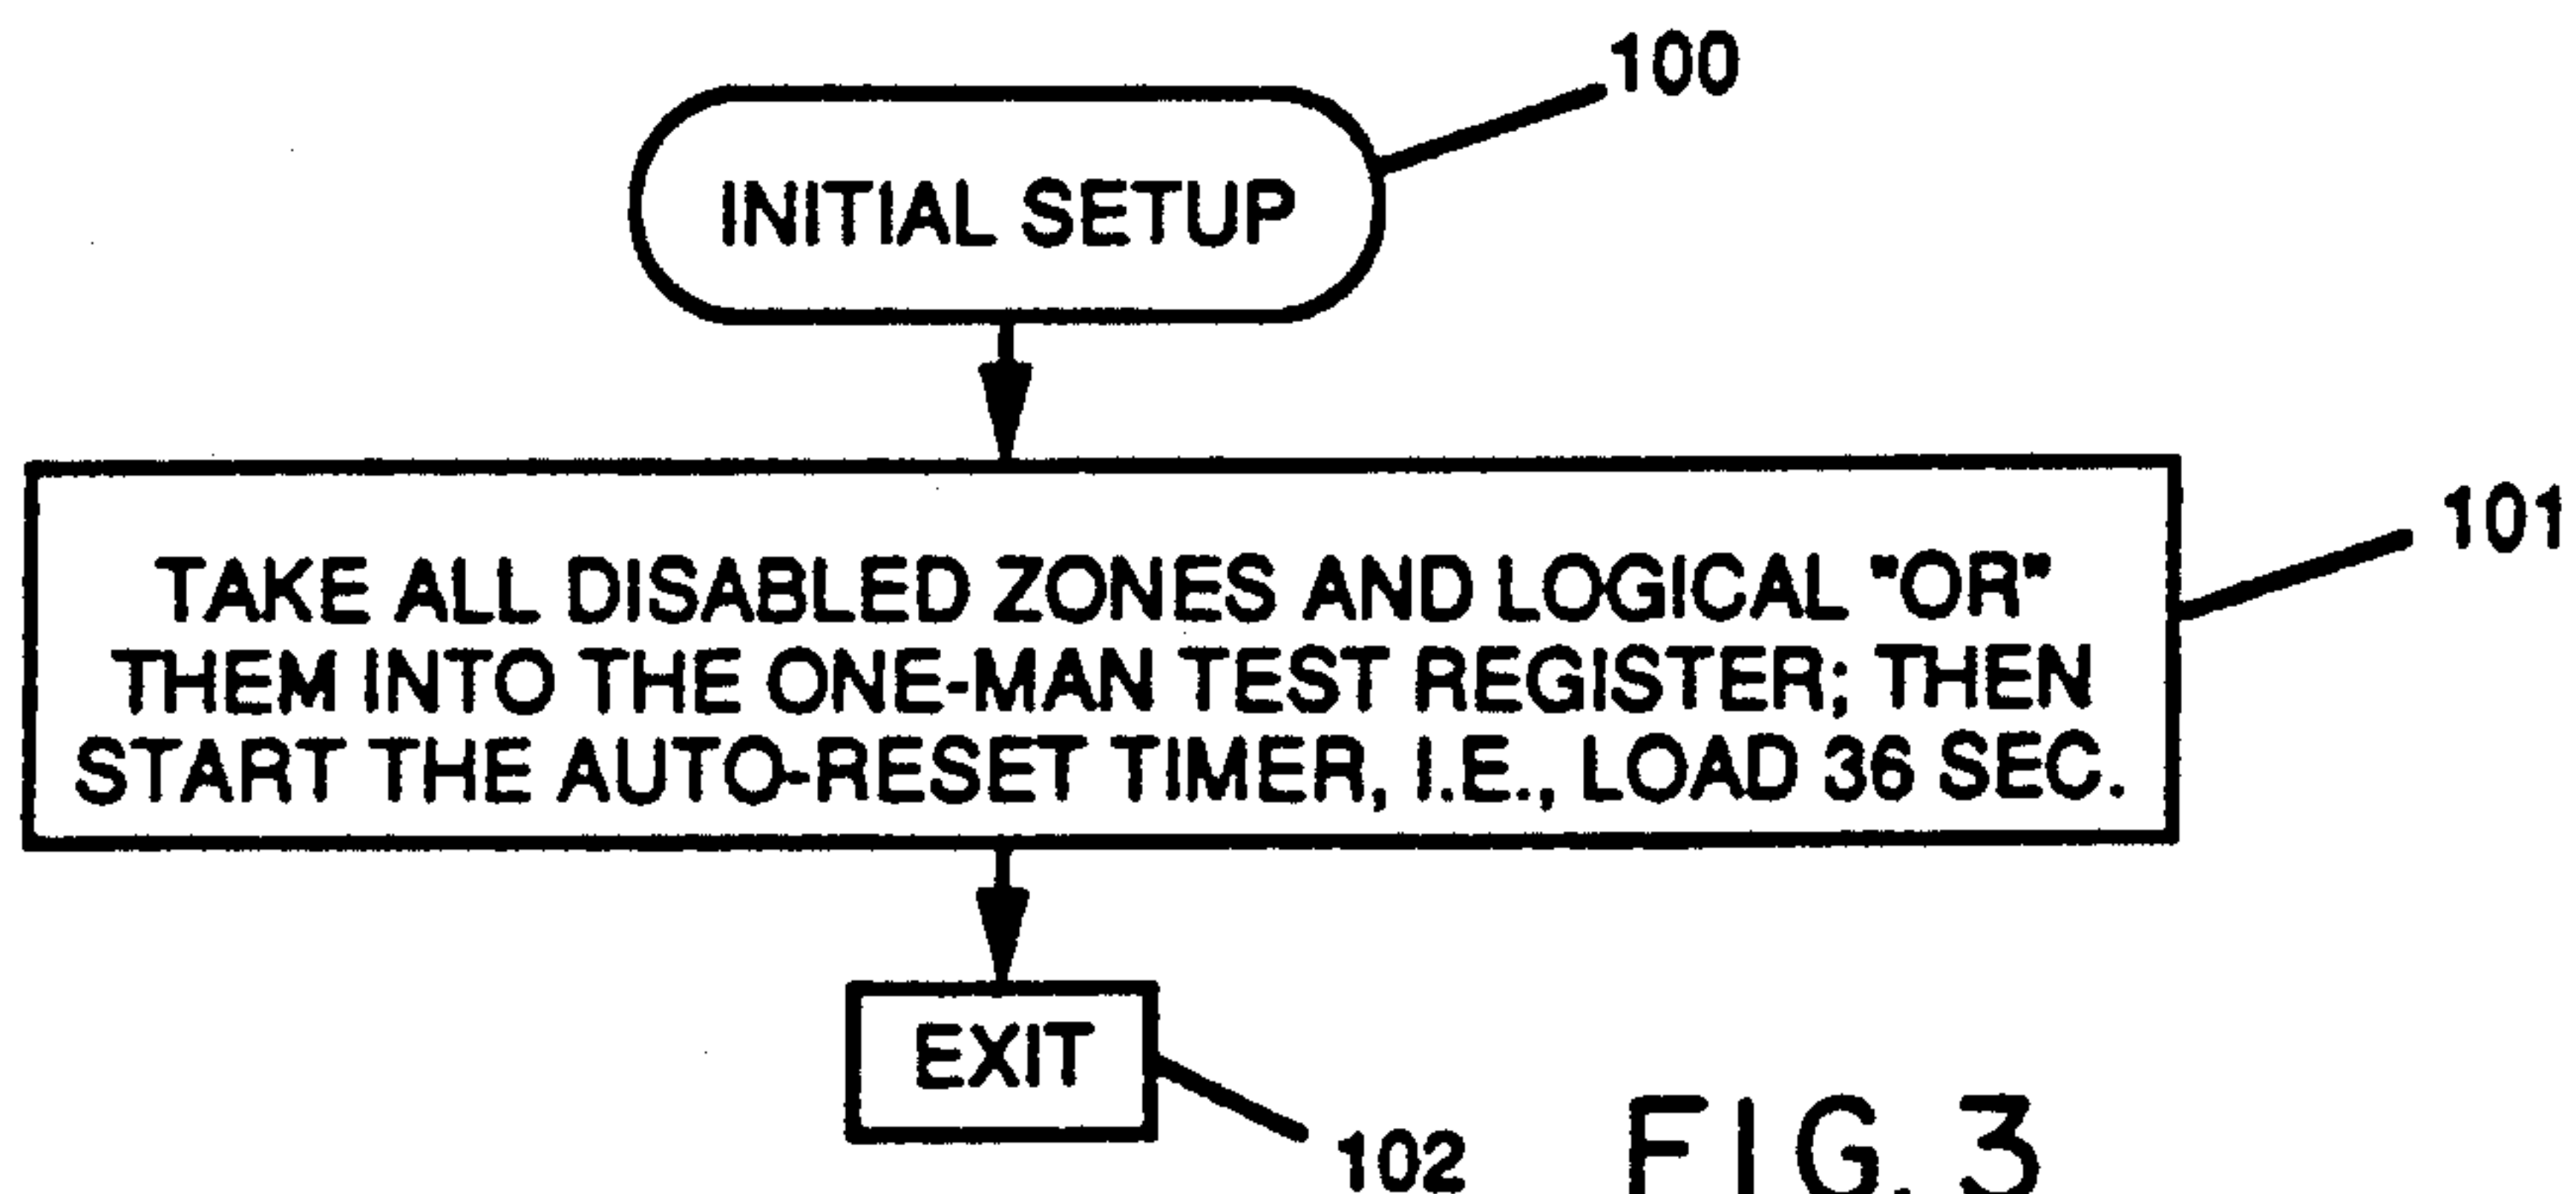 100
INITIAL SETUP
101
TAKE ALL DISABLED ZONES AND LOGICAL "OR"
THEM INTO THE ONE-MAN TEST REGISTER; THEN
START THE AUTO-RESET TIMER, I.E., LOAD 36 SEC.
EXIT
102
FIG. 3